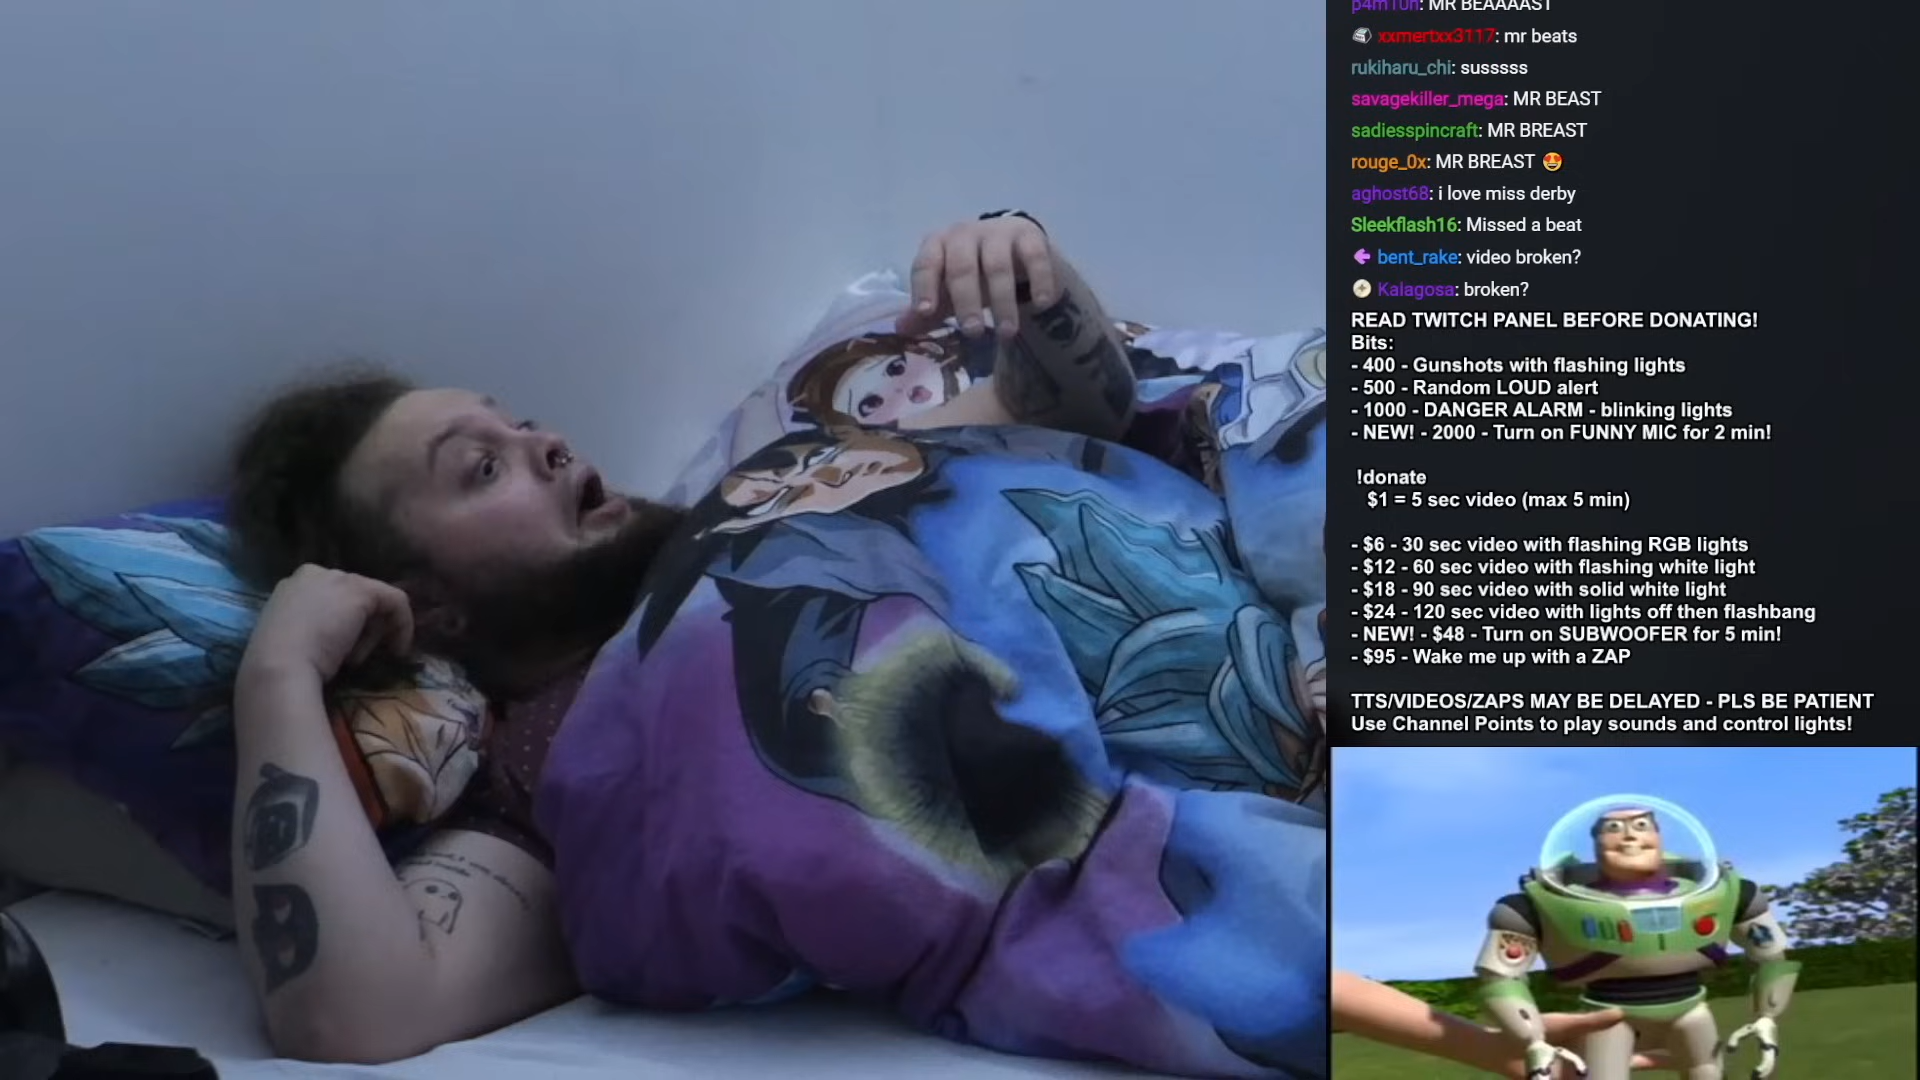 p4m10n: MR BEAAAAST
xxmertxx3117: mr beats
rukiharu_chi: susssss
savagekiller_mega: MR BEAST
sadiesspincraft: MR BREAST
rouge_0x: MR BREAST 😍
aghost68: i love miss derby
Sleekflash16: Missed a beat
bent_rake: video broken?
Kalagosa: broken?
READ TWITCH PANEL BEFORE DONATING!
Bits:
- 400 - Gunshots with flashing lights
- 500 - Random LOUD alert
- 1000 - DANGER ALARM - blinking lights
- NEW! - 2000 - Turn on FUNNY MIC for 2 min!
!donate
$1 = 5 sec video (max 5 min)
- $6 - 30 sec video with flashing RGB lights
- $12 - 60 sec video with flashing white light
- $18 - 90 sec video with solid white light
- $24 - 120 sec video with lights off then flashbang
- NEW! - $48 - Turn on SUBWOOFER for 5 min!
- $95 - Wake me up with a ZAP
TTS/VIDEOS/ZAPS MAY BE DELAYED - PLS BE PATIENT
Use Channel Points to play sounds and control lights!